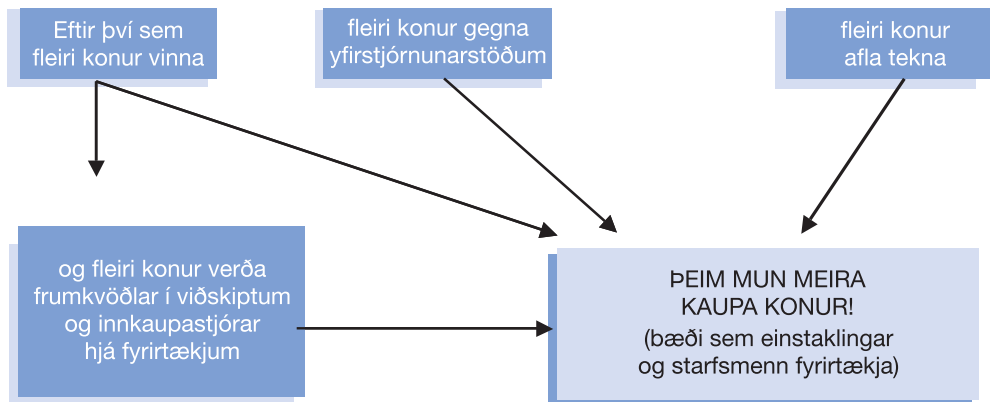 Eftir því sem
fleiri konur vinna
fleiri konur gegna
yfirstjórnunarstöðum
fleiri konur
afla tekna
og fleiri konur verða
frumkvöðlar í viðskiptum
og innkaupastjórar
hjá fyrirtækjum
ÞEIM MUN MEIRA
KAUPA KONUR!
(bæði sem einstaklingar
og starfsmenn fyrirtækja)